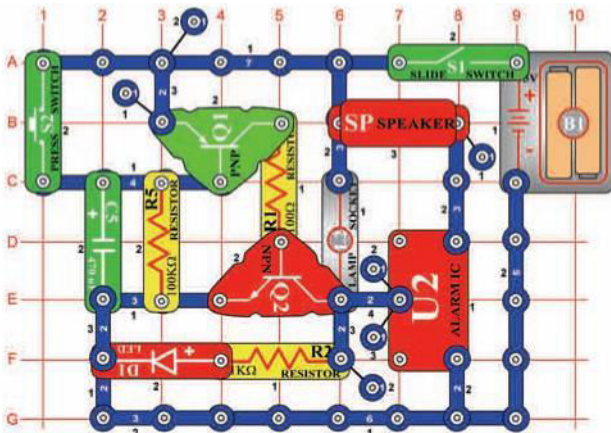 1 2 3 4 5 6 7 8 9 10
A
B
C
D
E
F
G
S1
SLIDE SWITCH
S2
PRESS SWITCH
Q1
PNP
SP SPEAKER
B1
3V
R5
RESISTOR
100KΩ
C5
470
R1
RESISTOR
100Ω
NPN
Q2
LAMP SOCKET
U2
ALARM IC
D1
LED
R2
1KΩ
RESISTOR